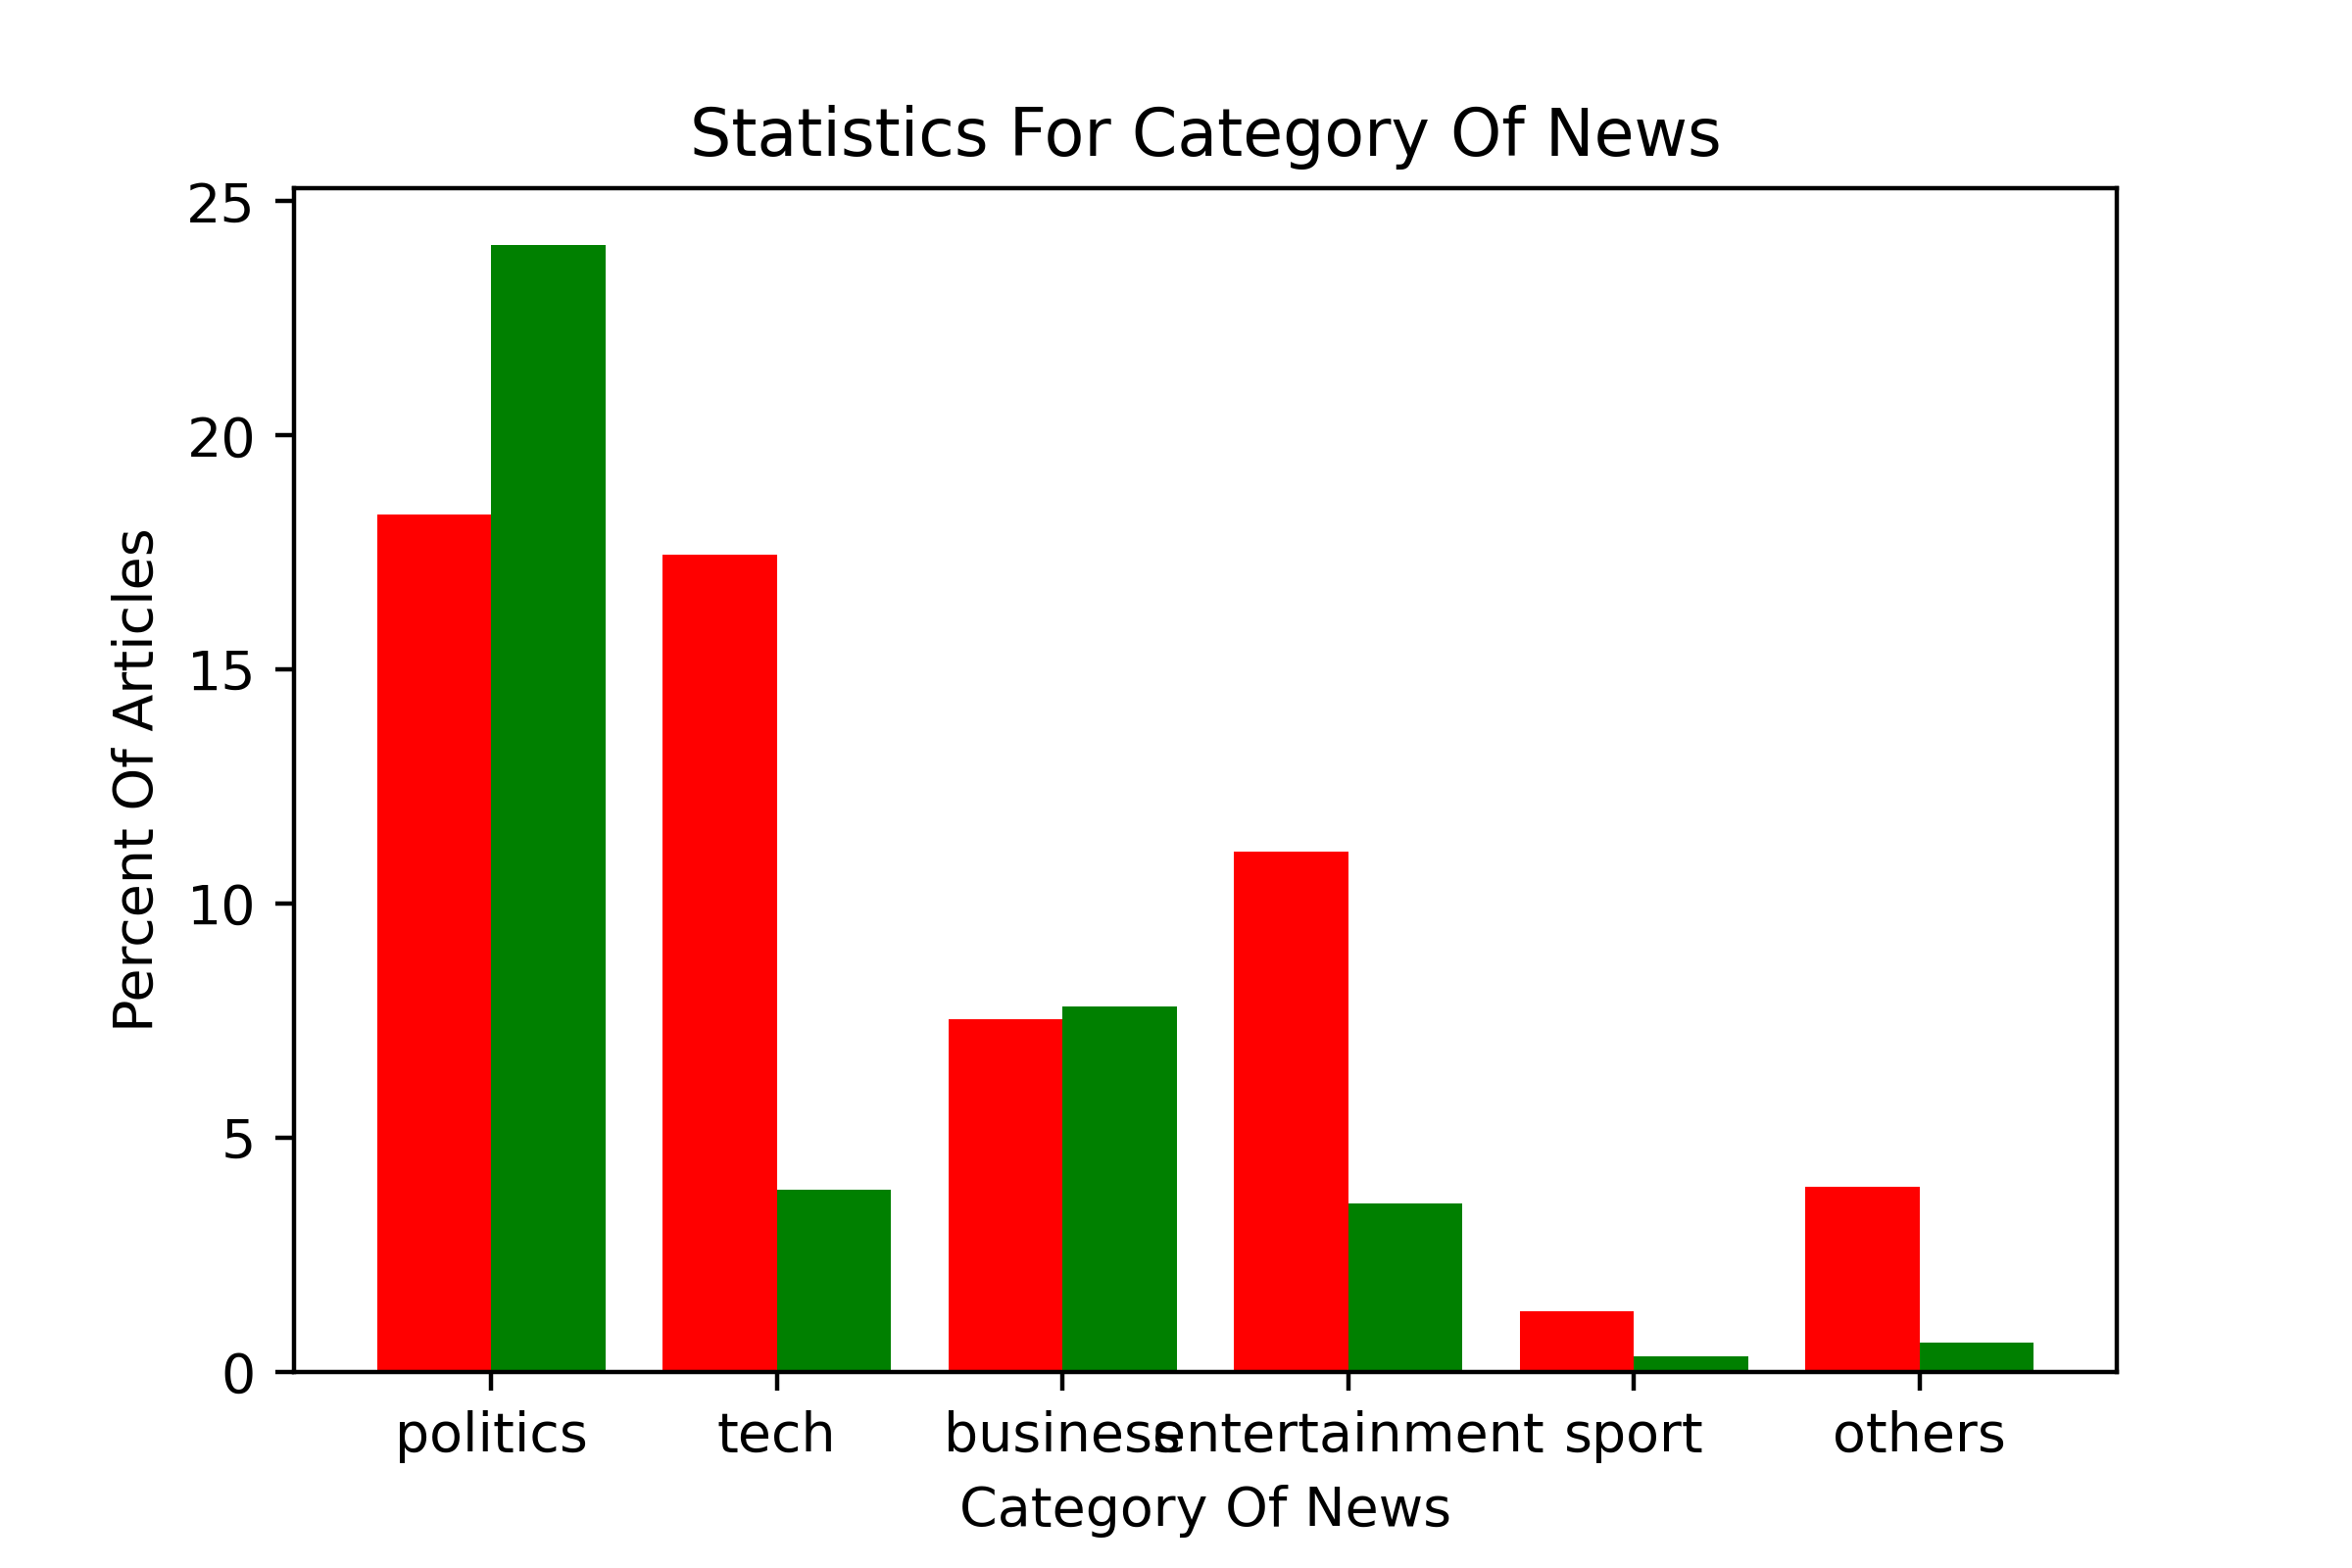 Statistics For Category Of News
25
20
15
10
5
0
Percent Of Articles
politics tech business entertainment sport others
Category Of News